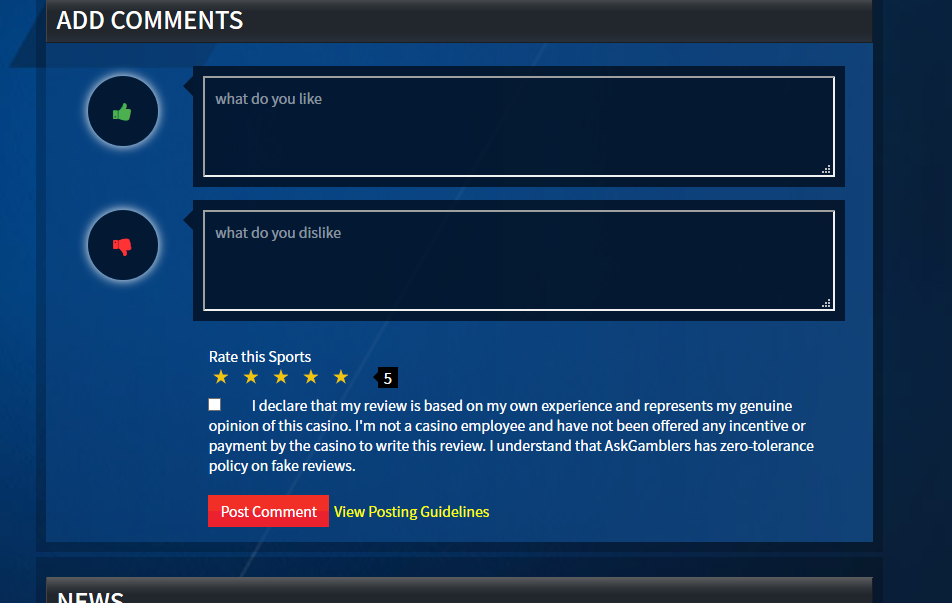 ADD COMMENTS
what do you like
what do you dislike
Rate this Sports
5
I declare that my review is based on my own experience and represents my genuine
opinion of this casino. I'm not a casino employee and have not been offered any incentive or
payment by the casino to write this review. I understand that AskGamblers has zero-tolerance
policy on fake reviews.
Post Comment View Posting Guidelines
NEWS